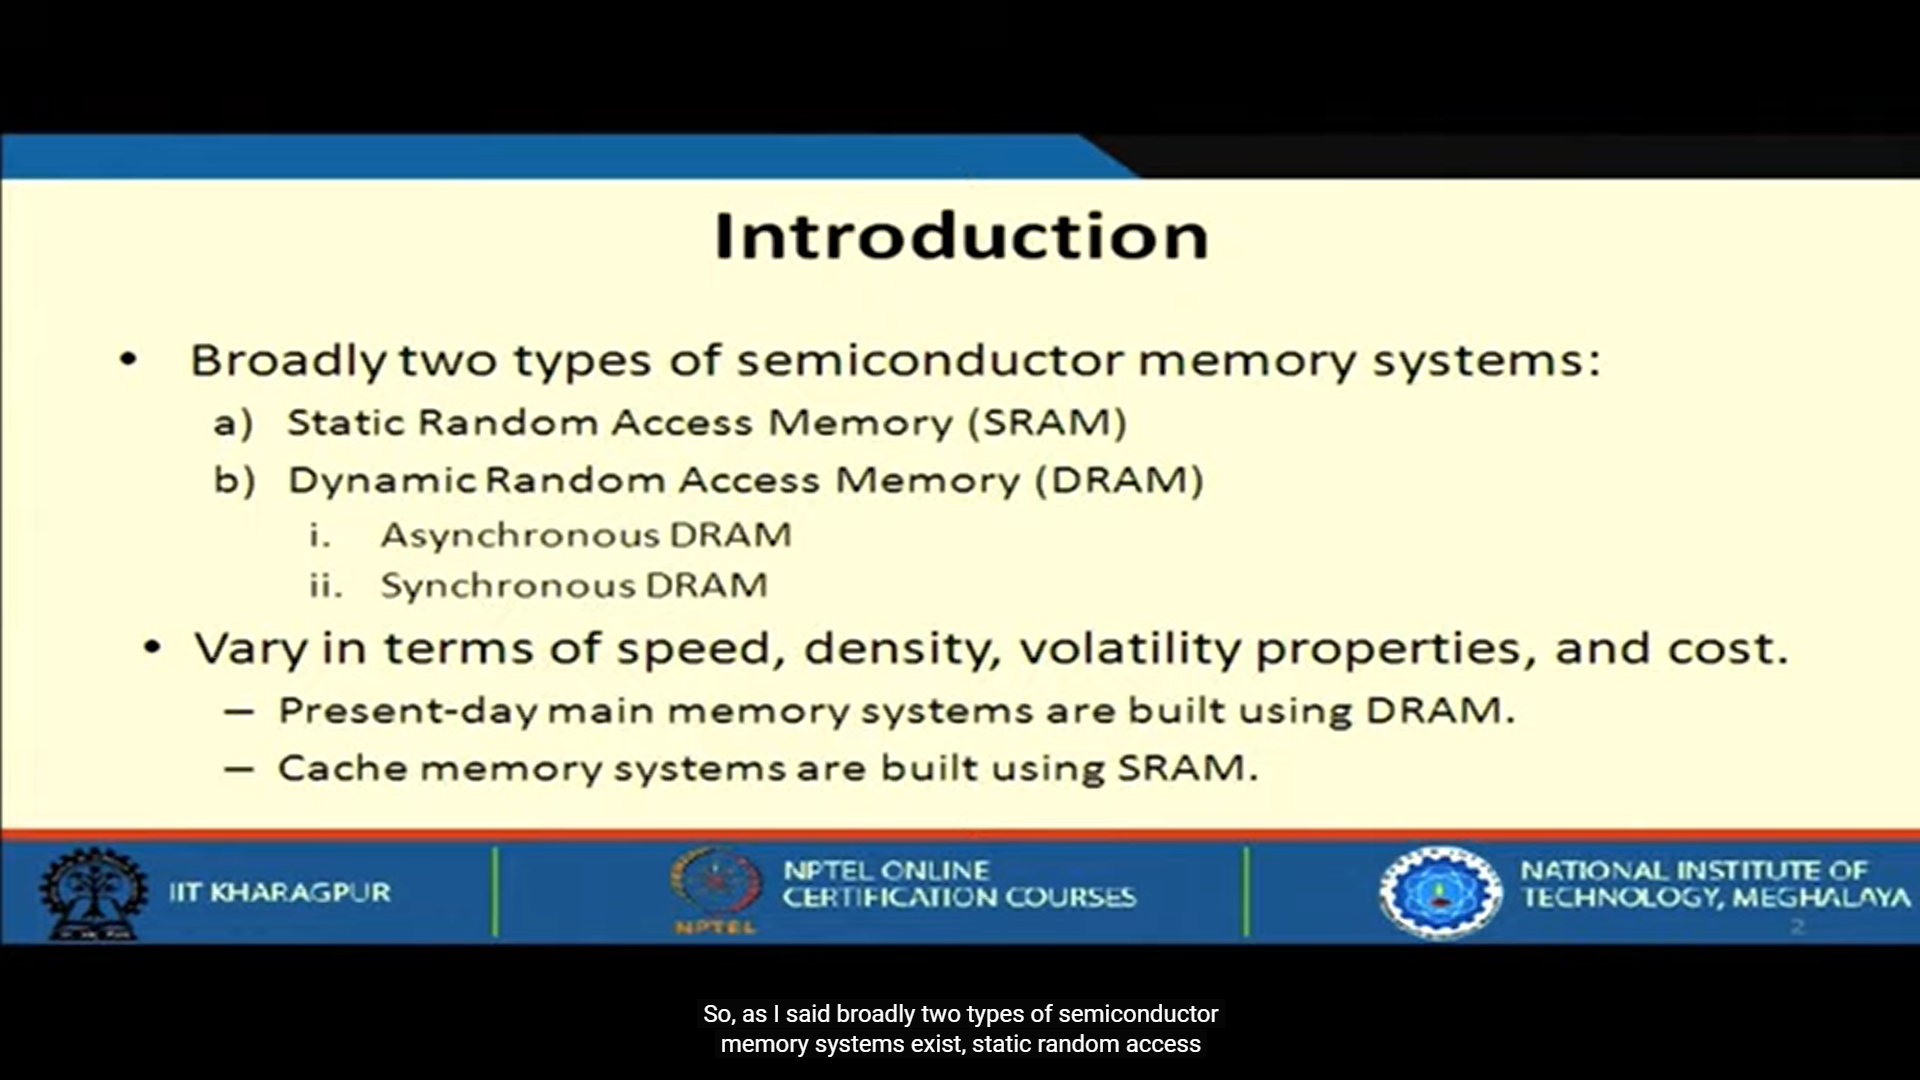 Introduction
• Broadly two types of semiconductor memory systems:
a) Static Random Access Memory (SRAM)
b) Dynamic Random Access Memory (DRAM)
i. Asynchronous DRAM
ii. Synchronous DRAM
• Vary in terms of speed, density, volatility properties, and cost.
– Present-day main memory systems are built using DRAM.
– Cache memory systems are built using SRAM.
IIT KHARAGPUR
NPTEL
NPTEL ONLINE
CERTIFICATION COURSES
NATIONAL INSTITUTE OF
TECHNOLOGY, MEGHALAYA
2
So, as I said broadly two types of semiconductor
memory systems exist, static random access